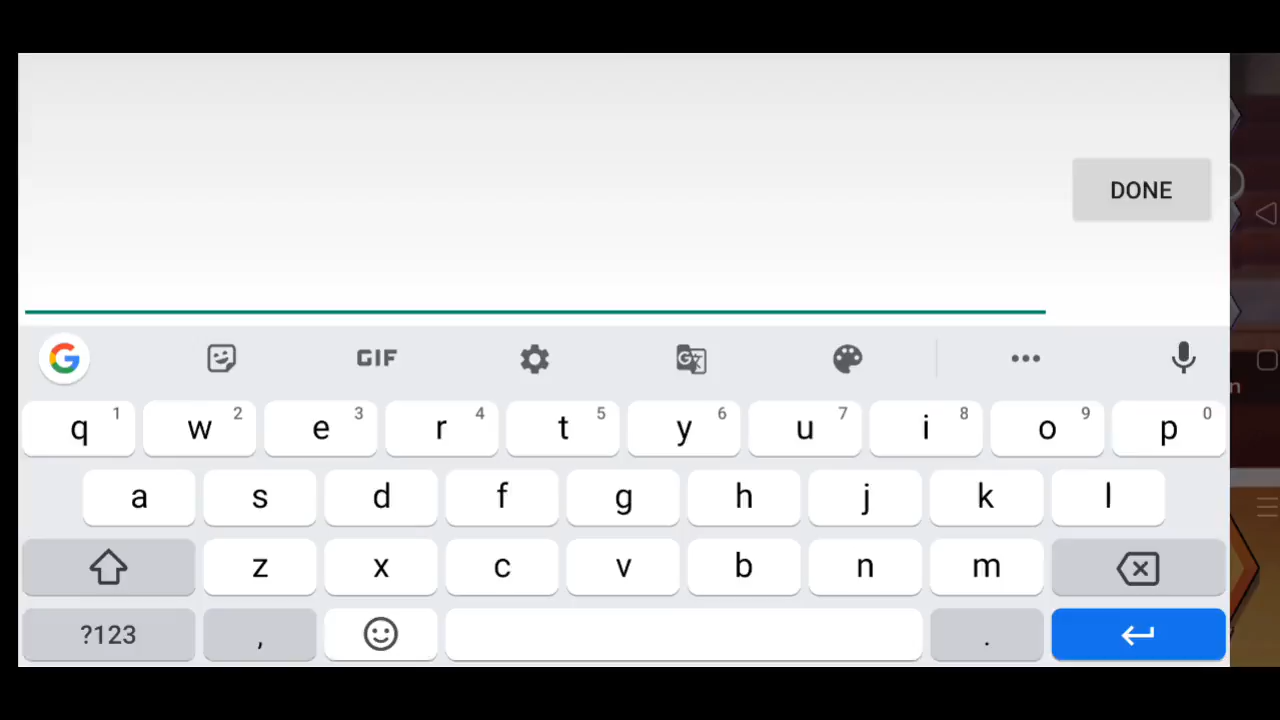 DONE
G GIF G
q 1 w 2 e 3 r 4 t 5 y 6 u 7 i 8 o 9 p 0
n
a s d f g h j k l
z x c v b n m
?123 , .